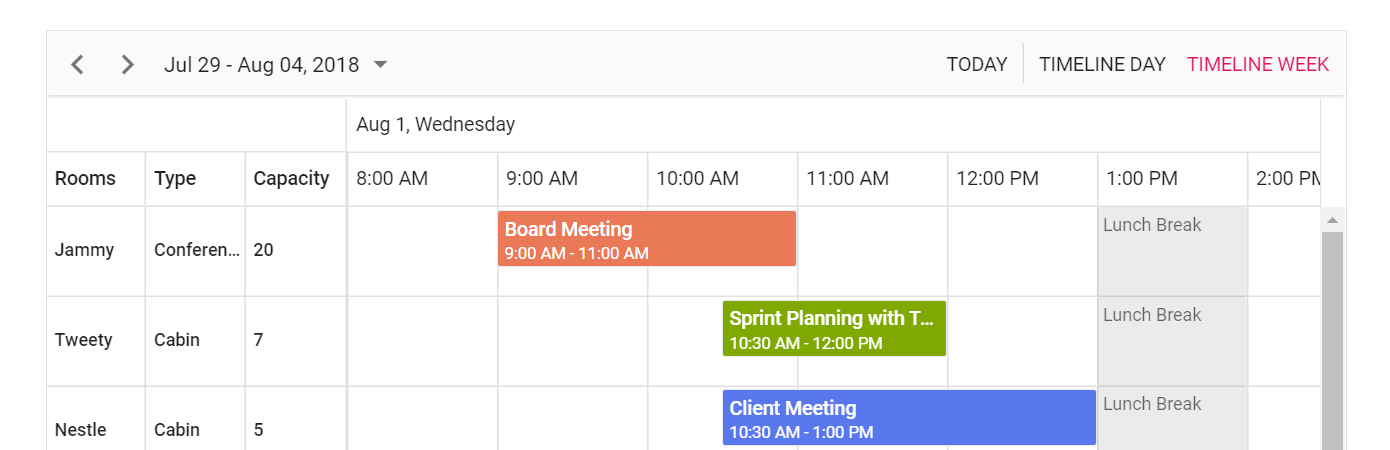 Jul 29 - Aug 04, 2018 TODAY TIMELINE DAY TIMELINE WEEK
Aug 1, Wednesday
Rooms Type Capacity 8:00 AM 9:00 AM 10:00 AM 11:00 AM 12:00 PM 1:00 PM 2:00 PM
Jammy Conferen... 20 Board Meeting Lunch Break
9:00 AM - 11:00 AM
Tweety Cabin 7 Sprint Planning with T... Lunch Break
10:30 AM - 12:00 PM
Nestle Cabin 5 Client Meeting Lunch Break
10:30 AM - 1:00 PM